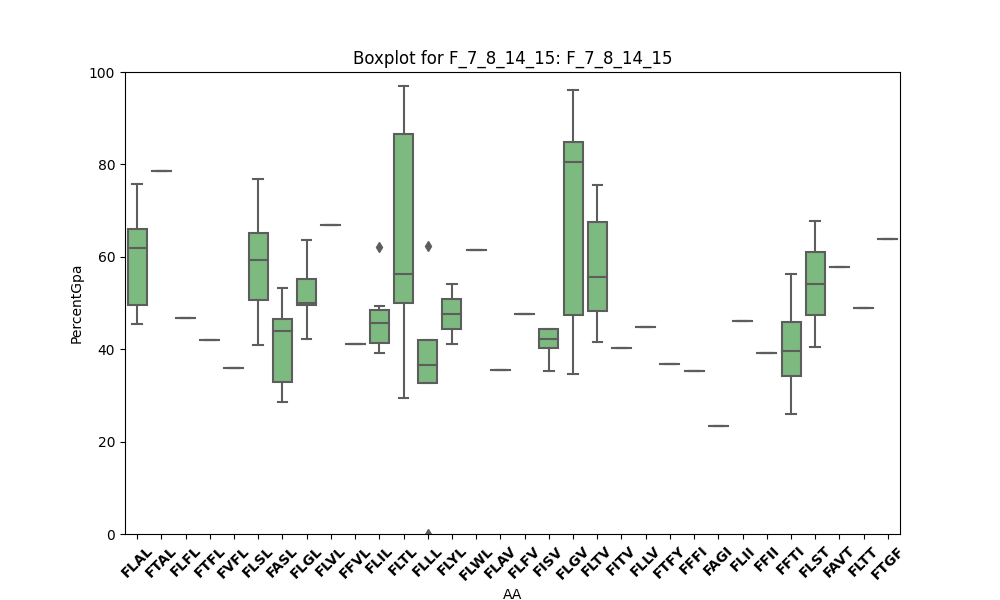 Boxplot for F_7_8_14_15: F_7_8_14_15
PercentGpa
100
80
60
40
20
0
FLAL FTAL FLFL FTFL FVFL FLSL FASL FLGL FLVL FFVL FLIL FLTL FLLL FLYL FLWL FLAV FLFV FISV FLGV FLTV FITV FLLV FTFY FFFI FAGI FLII FFII FFTI FLST FAVT FLTT FTGF
AA